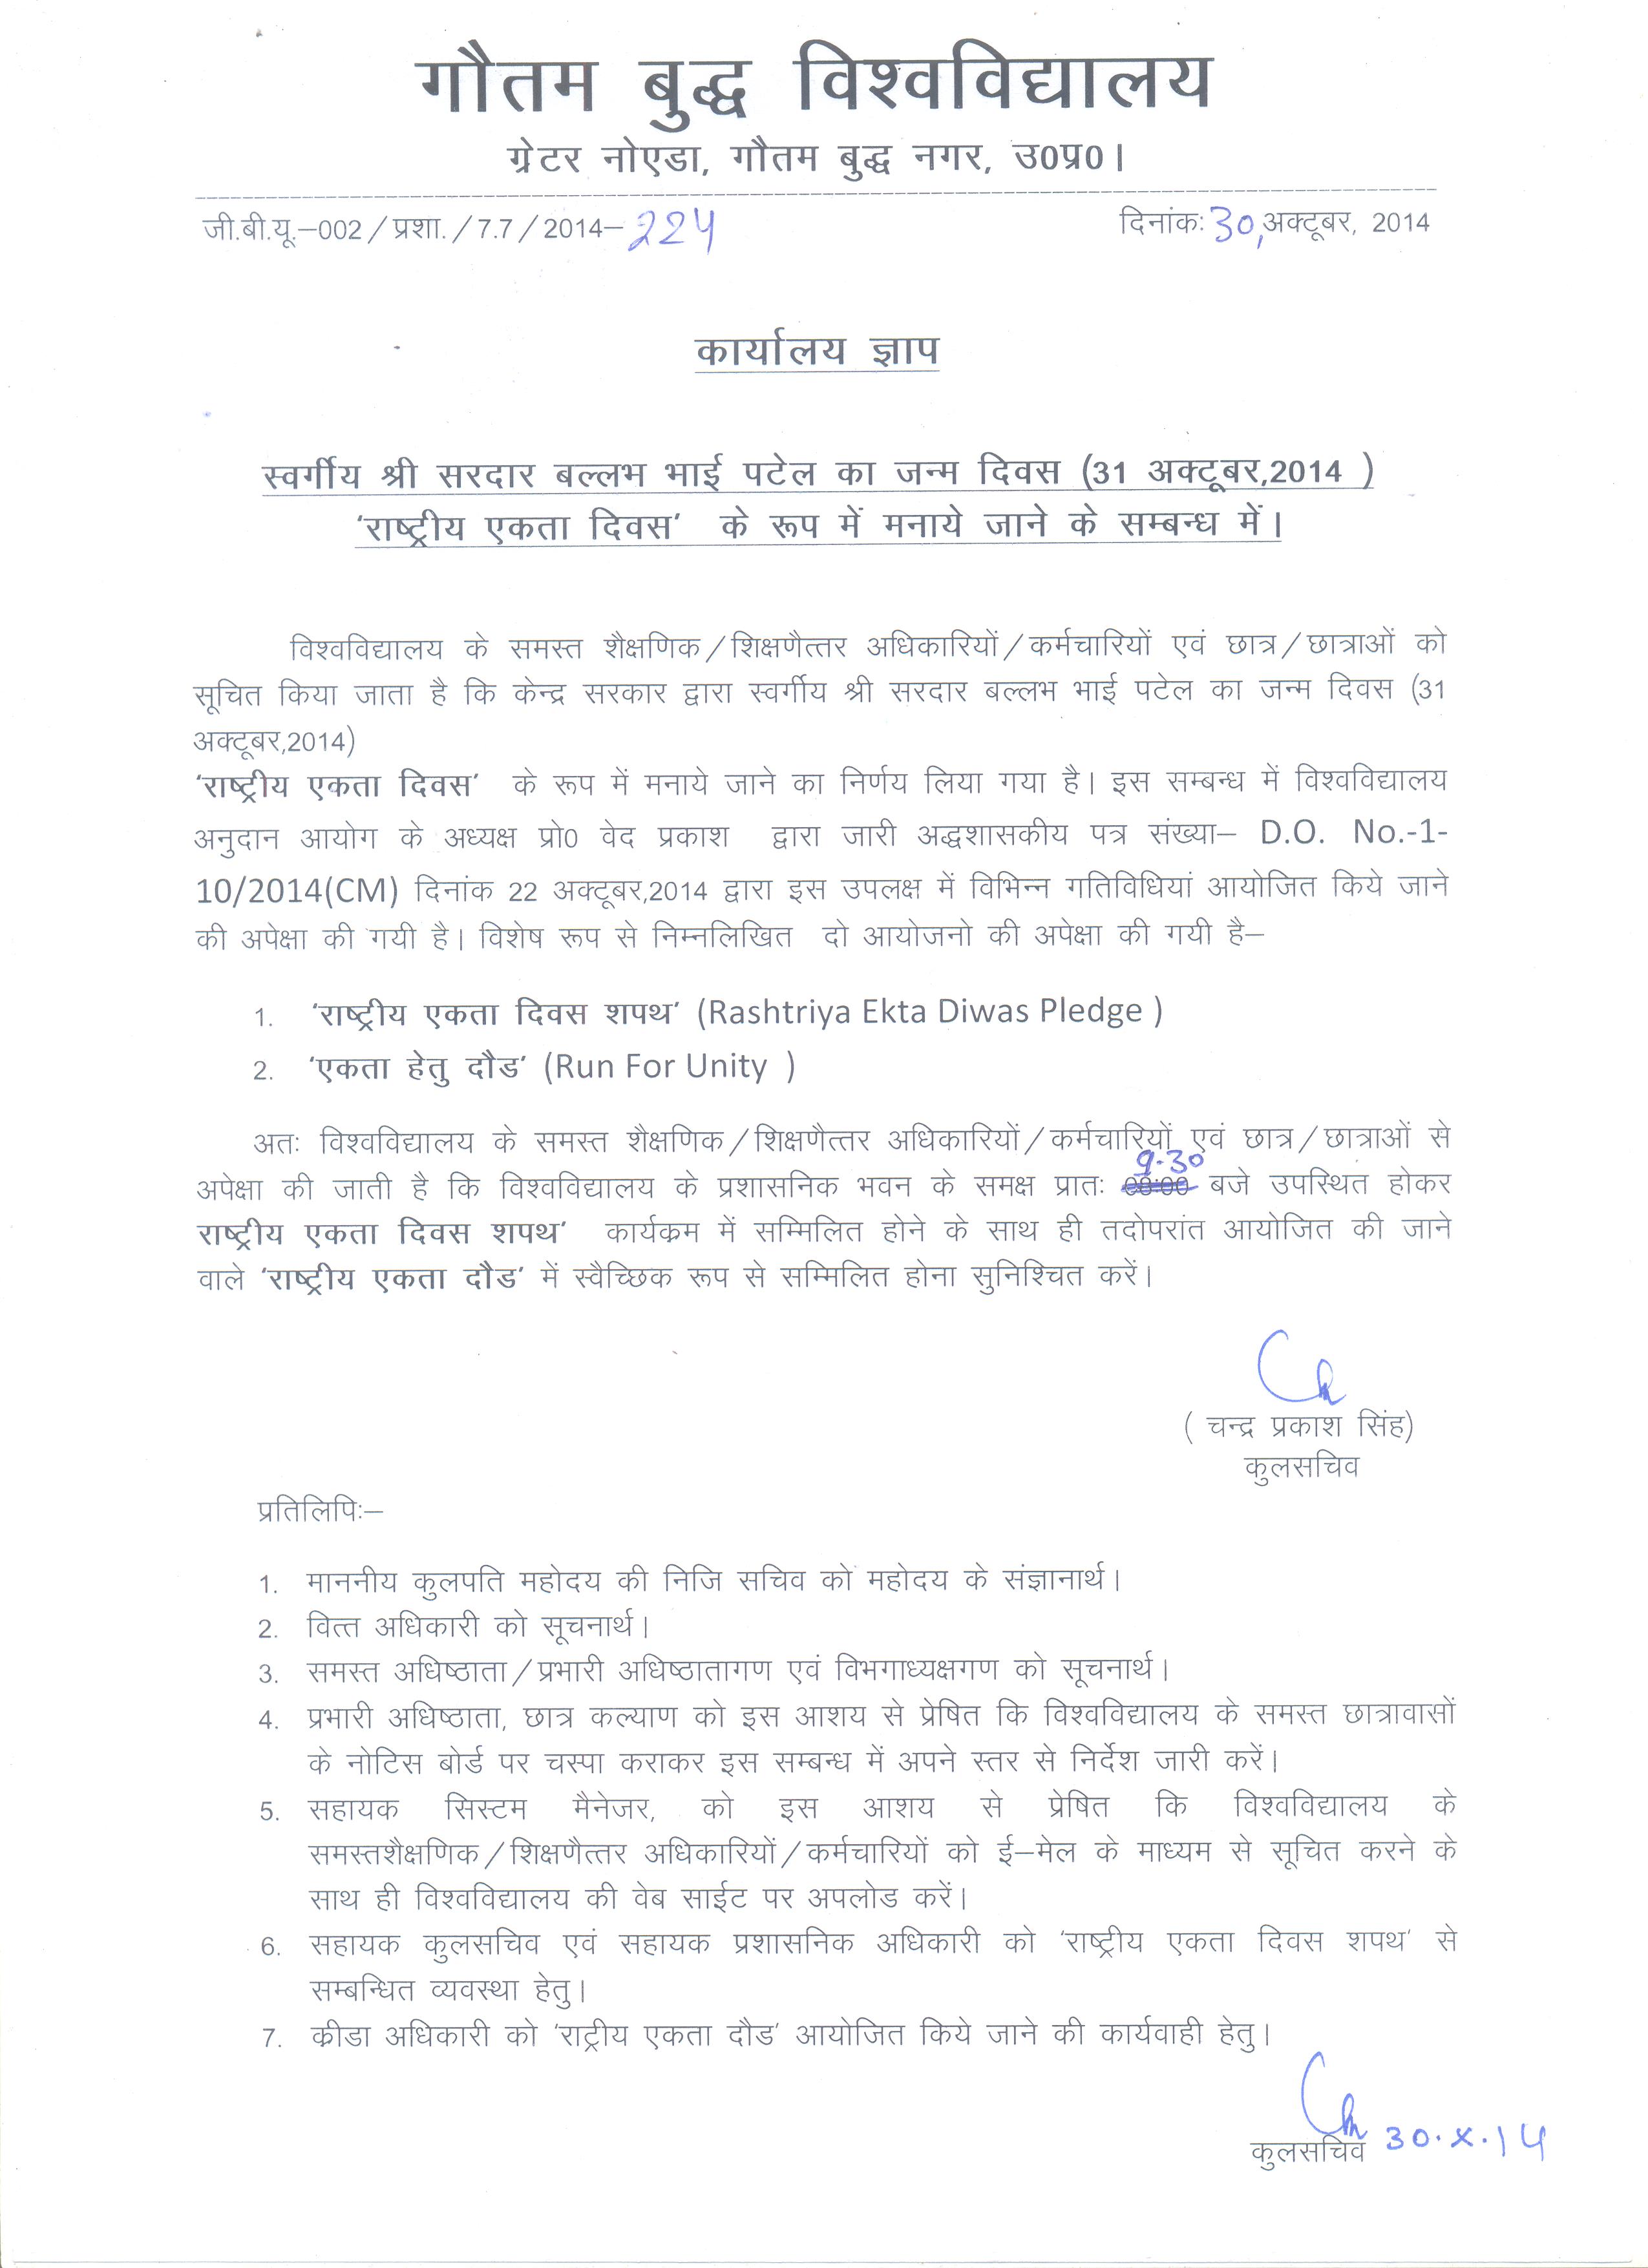 गौतम बुद्ध विश्वविद्यालय
ग्रेटर नोएडा, गौतम बुद्ध नगर, उ0प्र0।
जी.बी.यू.–002/प्रशा./7.7/2014–224 दिनांकः 30, अक्टूबर, 2014
कार्यालय ज्ञाप
स्वर्गीय श्री सरदार बल्लभ भाई पटेल का जन्म दिवस (31 अक्टूबर,2014 )
'राष्ट्रीय एकता दिवस' के रूप में मनाये जाने के सम्बन्ध में।
विश्वविद्यालय के समस्त शैक्षणिक/शिक्षणैत्तर अधिकारियों/कर्मचारियों एवं छात्र/छात्राओं को
सूचित किया जाता है कि केन्द्र सरकार द्वारा स्वर्गीय श्री सरदार बल्लभ भाई पटेल का जन्म दिवस (31
अक्टूबर,2014)
'राष्ट्रीय एकता दिवस' के रूप में मनाये जाने का निर्णय लिया गया है। इस सम्बन्ध में विश्वविद्यालय
अनुदान आयोग के अध्यक्ष प्रो0 वेद प्रकाश द्वारा जारी अद्धशासकीय पत्र संख्या– D.O. No.-1-
10/2014(CM) दिनांक 22 अक्टूबर,2014 द्वारा इस उपलक्ष में विभिन्न गतिविधियां आयोजित किये जाने
की अपेक्षा की गयी है। विशेष रूप से निम्नलिखित दो आयोजनो की अपेक्षा की गयी है–
1. 'राष्ट्रीय एकता दिवस शपथ' (Rashtriya Ekta Diwas Pledge )
2. 'एकता हेतु दौड' (Run For Unity )
अतः विश्वविद्यालय के समस्त शैक्षणिक/शिक्षणैत्तर अधिकारियों/कर्मचारियों एवं छात्र/छात्राओं से
9.30
अपेक्षा की जाती है कि विश्वविद्यालय के प्रशासनिक भवन के समक्ष प्रातः बजे उपस्थित होकर
राष्ट्रीय एकता दिवस शपथ' कार्यक्रम में सम्मिलित होने के साथ ही तदोपरांत आयोजित की जाने
वाले 'राष्ट्रीय एकता दौड' में स्वैच्छिक रूप से सम्मिलित होना सुनिश्चित करें।
( चन्द्र प्रकाश सिंह)
कुलसचिव
प्रतिलिपिः–
1. माननीय कुलपति महोदय की निजि सचिव को महोदय के संज्ञानार्थ।
2. वित्त अधिकारी को सूचनार्थ।
3. समस्त अधिष्ठाता/प्रभारी अधिष्ठातागण एवं विभगाध्यक्षगण को सूचनार्थ।
4. प्रभारी अधिष्ठाता, छात्र कल्याण को इस आशय से प्रेषित कि विश्वविद्यालय के समस्त छात्रावासों
के नोटिस बोर्ड पर चस्पा कराकर इस सम्बन्ध में अपने स्तर से निर्देश जारी करें।
5. सहायक सिस्टम मैनेजर, को इस आशय से प्रेषित कि विश्वविद्यालय के
समस्तशैक्षणिक/शिक्षणैत्तर अधिकारियों/कर्मचारियों को ई–मेल के माध्यम से सूचित करने के
साथ ही विश्वविद्यालय की वेब साईट पर अपलोड करें।
6. सहायक कुलसचिव एवं सहायक प्रशासनिक अधिकारी को 'राष्ट्रीय एकता दिवस शपथ' से
सम्बन्धित व्यवस्था हेतु।
7. क्रीडा अधिकारी को 'राट्रीय एकता दौड' आयोजित किये जाने की कार्यवाही हेतु।
कुलसचिव 30.X.14